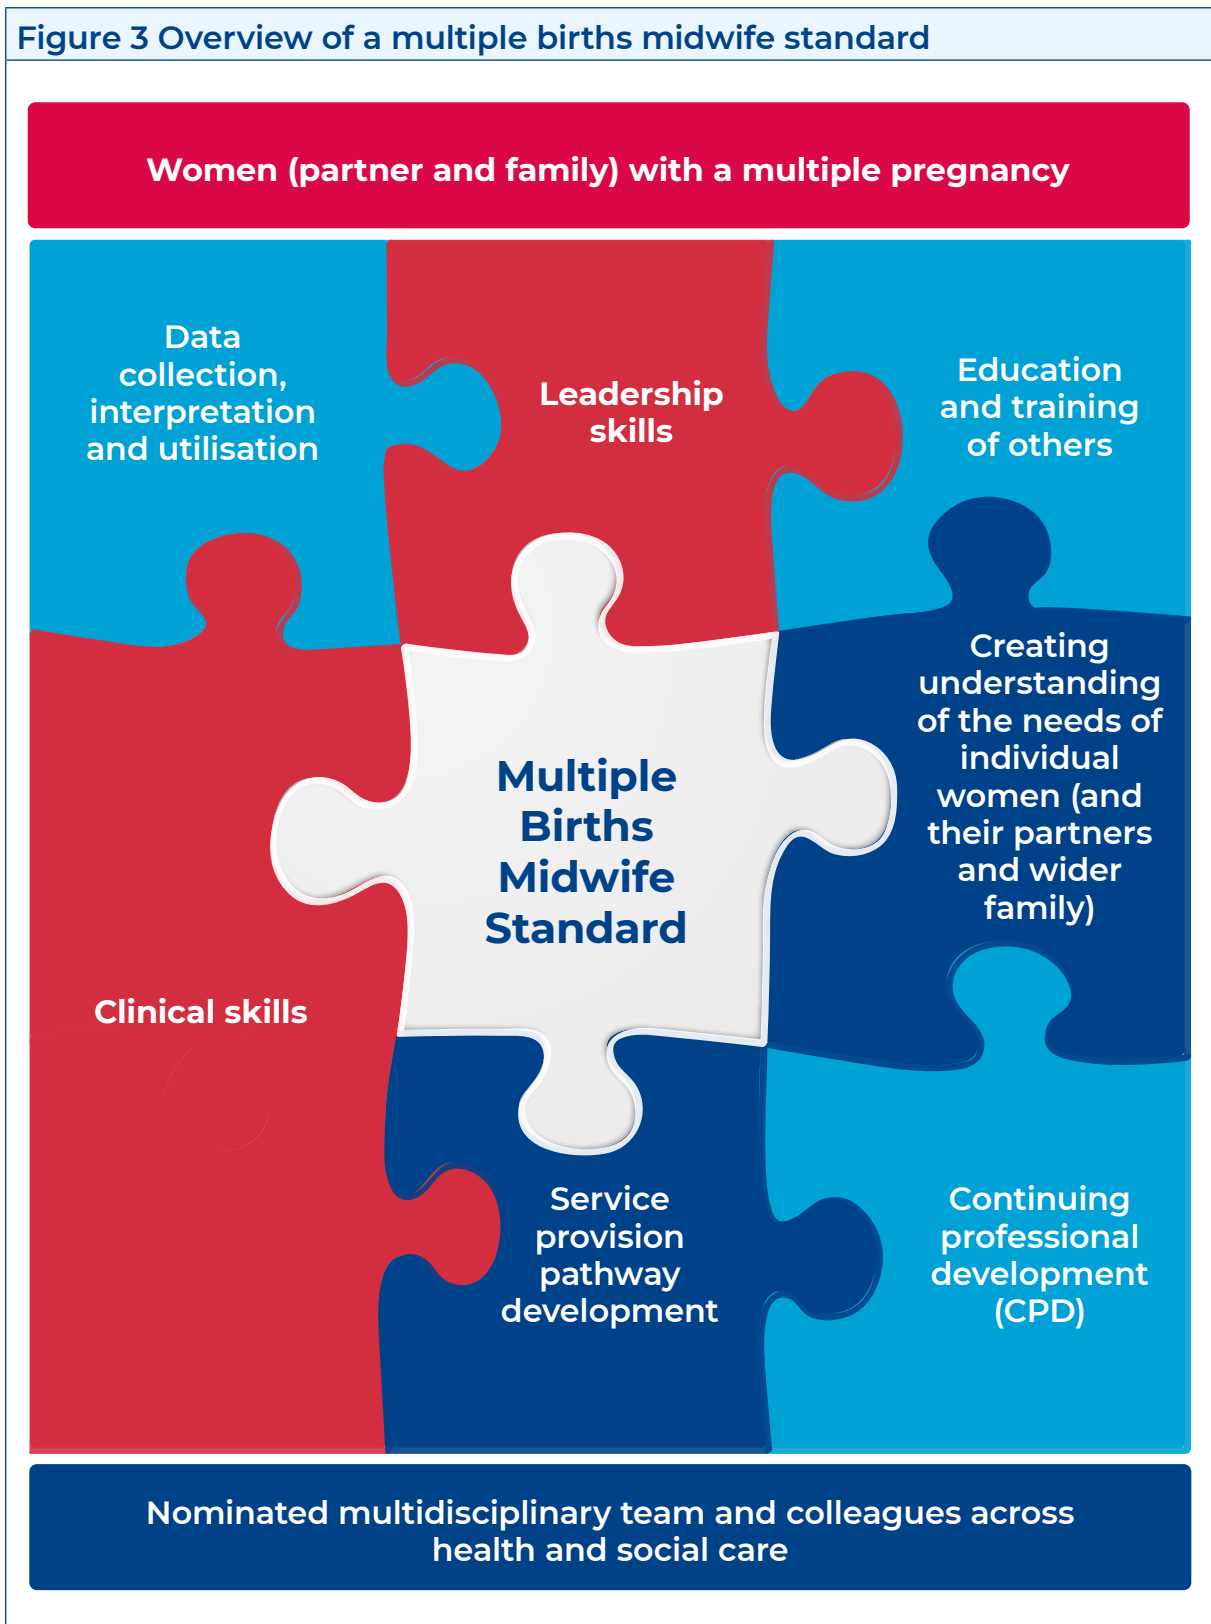 Figure 3 Overview of a multiple births midwife standard
Women (partner and family) with a multiple pregnancy
Data
collection,
interpretation
and utilisation
Leadership
skills
Education
and training
of others
Creating
understanding
of the needs of
individual
women (and
their partners
and wider
family)
Multiple
Births
Midwife
Standard
Clinical skills
Service
provision
pathway
development
Continuing
professional
development
(CPD)
Nominated multidisciplinary team and colleagues across
health and social care